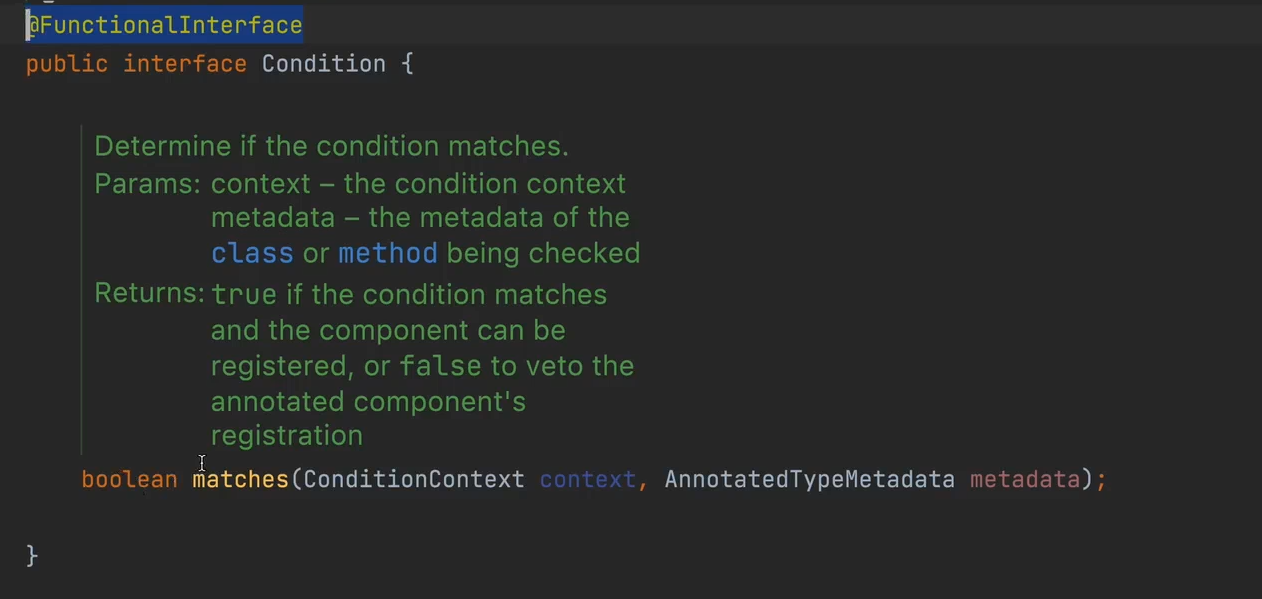 @FunctionalInterface
public interface Condition {
Determine if the condition matches.
Params: context – the condition context
metadata – the metadata of the
class or method being checked
Returns: true if the condition matches
and the component can be
registered, or false to veto the
annotated component's
registration
boolean matches(ConditionContext context, AnnotatedTypeMetadata metadata);
}